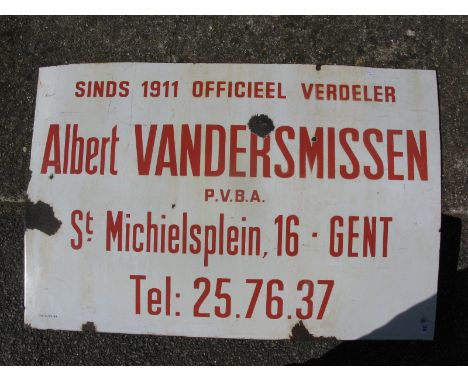 SINDS 1911 OFFICIEEL VERDELER
Albert VANDERSMISSEN
P.V.B.A.
St Michielsplein, 16 - GENT
Tel: 25.76.37